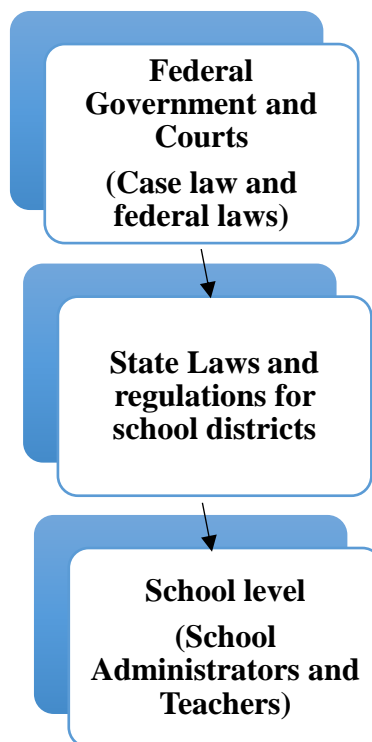 Federal
Government and
Courts
(Case law and
federal laws)
State Laws and
regulations for
school districts
School level
(School
Administrators and
Teachers)